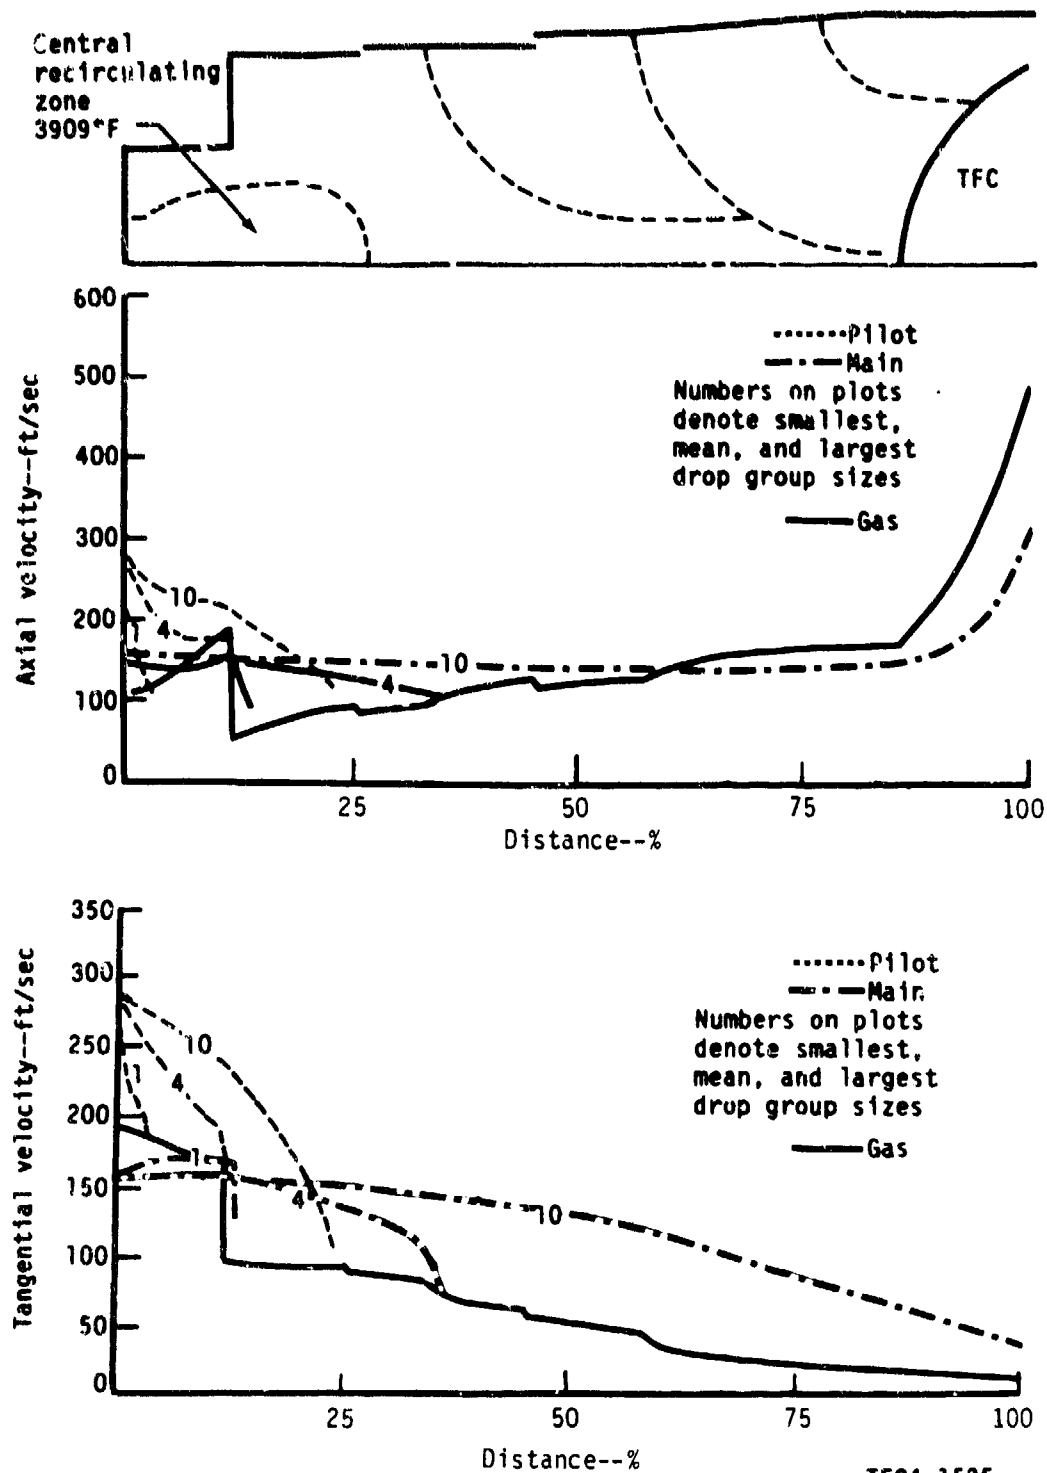 Central
recirculating
zone
3909°F
TFC
600
500
400
300
200
100
0
Axial velocity--ft/sec
Pilot
Main
Numbers on plots
denote smallest,
mean, and largest
drop group sizes
Gas
10
4
1
10
4
25
50
75
100
Distance--%
350
300
250
200
150
100
50
0
Tangential velocity--ft/sec
Pilot
Main
Numbers on plots
denote smallest,
mean, and largest
drop group sizes
Gas
10
1
4
1
4
10
25
50
75
100
Distance--%